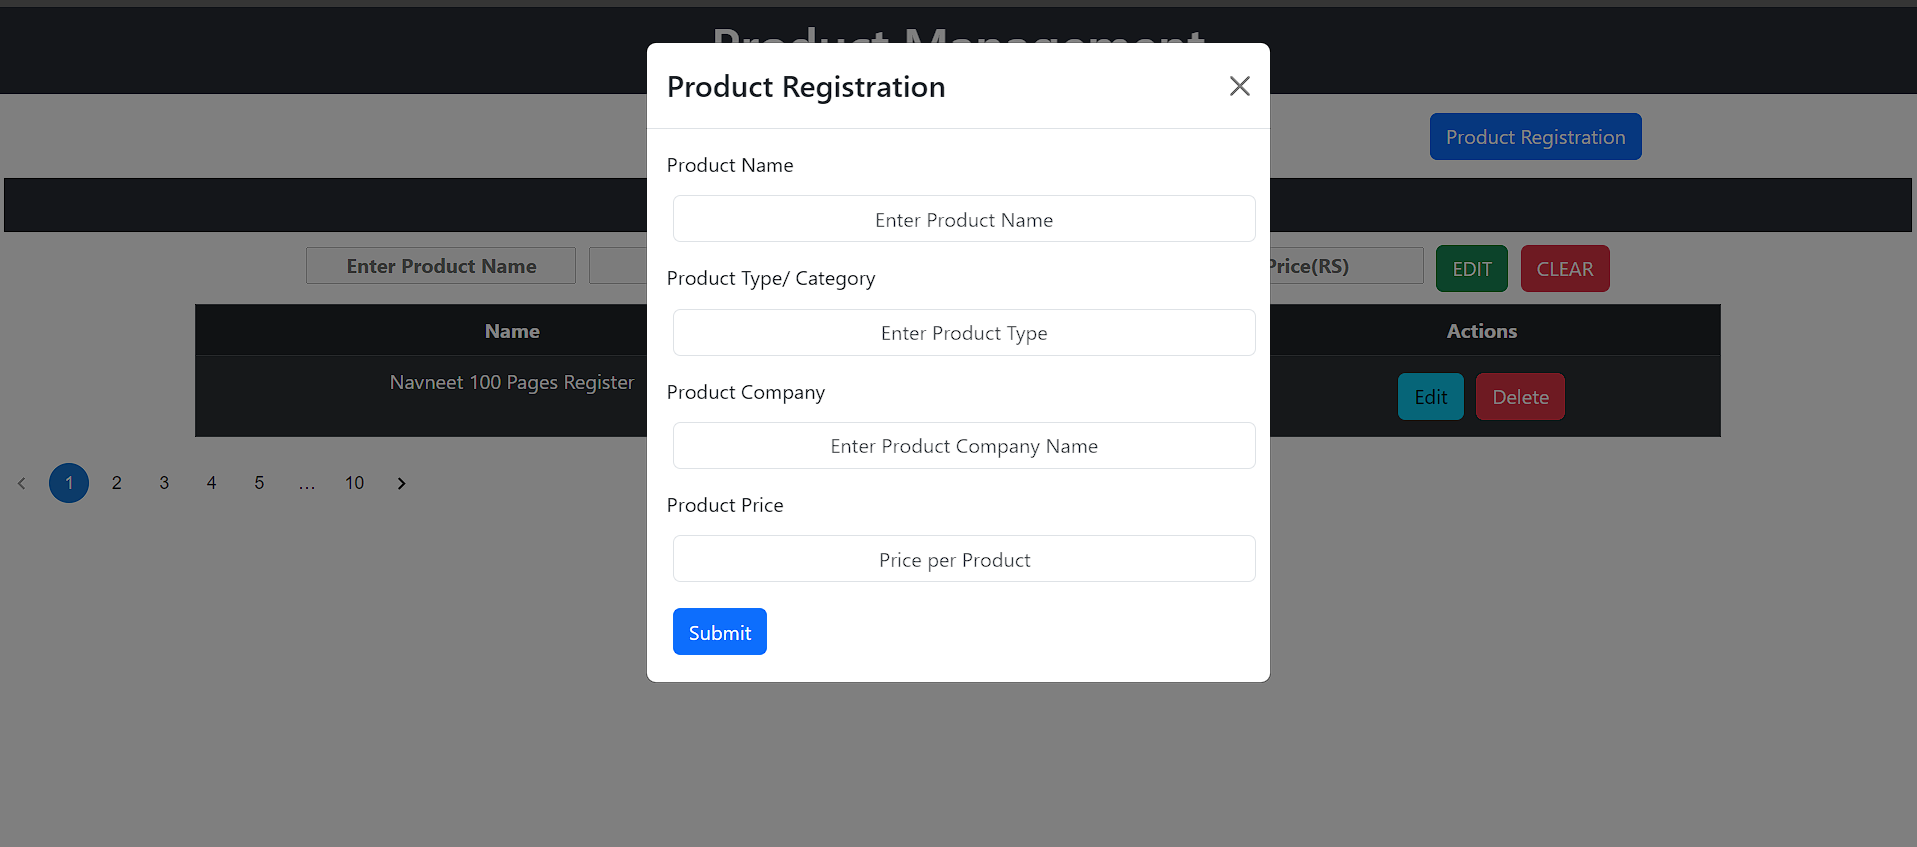 Product Management
Product Registration
Product Registration
Product Name
Enter Product Name
Product Type/ Category
Enter Product Type
Product Company
Enter Product Company Name
Product Price
Price per Product
Submit
Enter Product Name
Price(RS)
EDIT
CLEAR
Name
Actions
Navneet 100 Pages Register
Edit
Delete
1 2 3 4 5 … 10